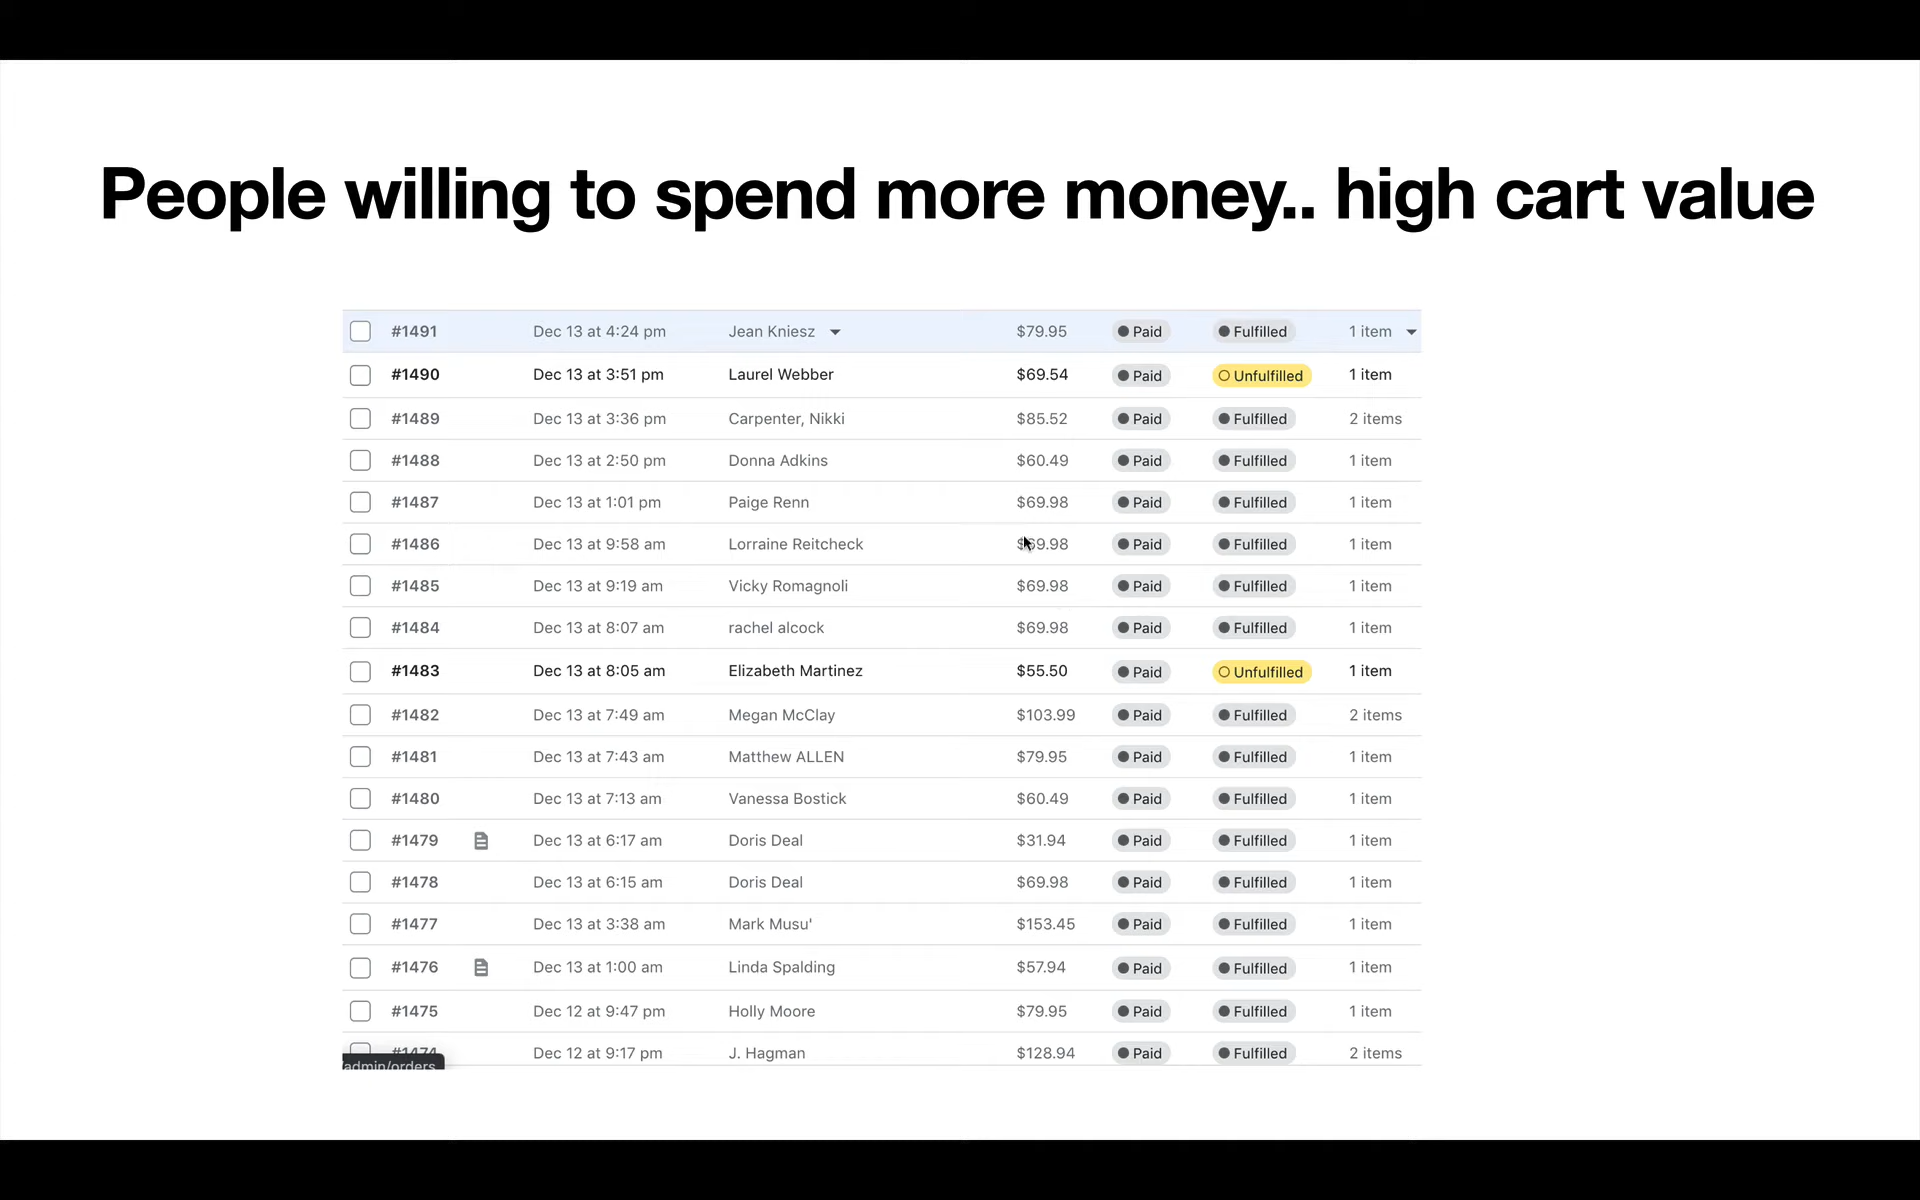 People willing to spend more money.. high cart value
#1491 Dec 13 at 4:24 pm Jean Kniesz $79.95 Paid Fulfilled 1 item
#1490 Dec 13 at 3:51 pm Laurel Webber $69.54 Paid Unfulfilled 1 item
#1489 Dec 13 at 3:36 pm Carpenter, Nikki $85.52 Paid Fulfilled 2 items
#1488 Dec 13 at 2:50 pm Donna Adkins $60.49 Paid Fulfilled 1 item
#1487 Dec 13 at 1:01 pm Paige Renn $69.98 Paid Fulfilled 1 item
#1486 Dec 13 at 9:58 am Lorraine Reitcheck $69.98 Paid Fulfilled 1 item
#1485 Dec 13 at 9:19 am Vicky Romagnoli $69.98 Paid Fulfilled 1 item
#1484 Dec 13 at 8:07 am rachel alcock $69.98 Paid Fulfilled 1 item
#1483 Dec 13 at 8:05 am Elizabeth Martinez $55.50 Paid Unfulfilled 1 item
#1482 Dec 13 at 7:49 am Megan McClay $103.99 Paid Fulfilled 2 items
#1481 Dec 13 at 7:43 am Matthew ALLEN $79.95 Paid Fulfilled 1 item
#1480 Dec 13 at 7:13 am Vanessa Bostick $60.49 Paid Fulfilled 1 item
#1479 Dec 13 at 6:17 am Doris Deal $31.94 Paid Fulfilled 1 item
#1478 Dec 13 at 6:15 am Doris Deal $69.98 Paid Fulfilled 1 item
#1477 Dec 13 at 3:38 am Mark Musu' $153.45 Paid Fulfilled 1 item
#1476 Dec 13 at 1:00 am Linda Spalding $57.94 Paid Fulfilled 1 item
#1475 Dec 12 at 9:47 pm Holly Moore $79.95 Paid Fulfilled 1 item
#1474 Dec 12 at 9:17 pm J. Hagman $128.94 Paid Fulfilled 2 items
admin/orders